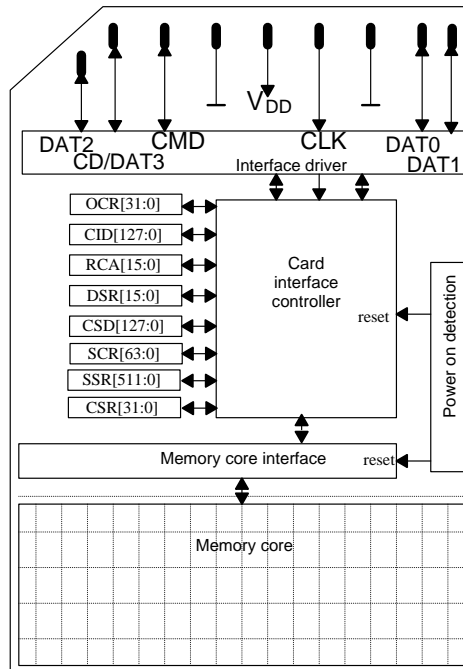 V_DD
DAT2 CMD CLK DAT0
CD/DAT3 DAT1
Interface driver
OCR[31:0]
CID[127:0]
RCA[15:0]
DSR[15:0]
CSD[127:0]
SCR[63:0]
SSR[511:0]
CSR[31:0]
Card
interface
controller
reset
Power on detection
Memory core interface
reset
Memory core